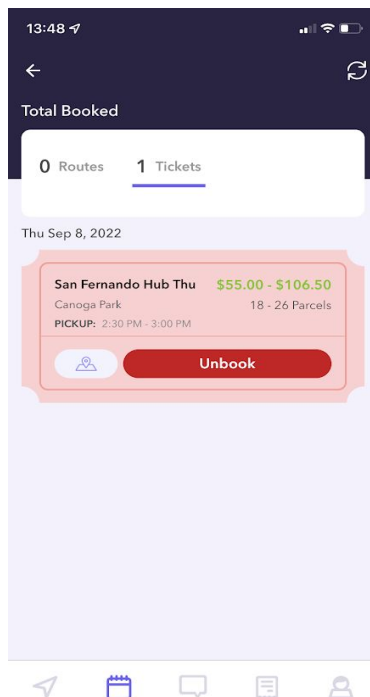 13:48
Total Booked
0 Routes 1 Tickets
Thu Sep 8, 2022
San Fernando Hub Thu $55.00 - $106.50
Canoga Park 18 - 26 Parcels
PICKUP: 2:30 PM - 3:00 PM
Unbook